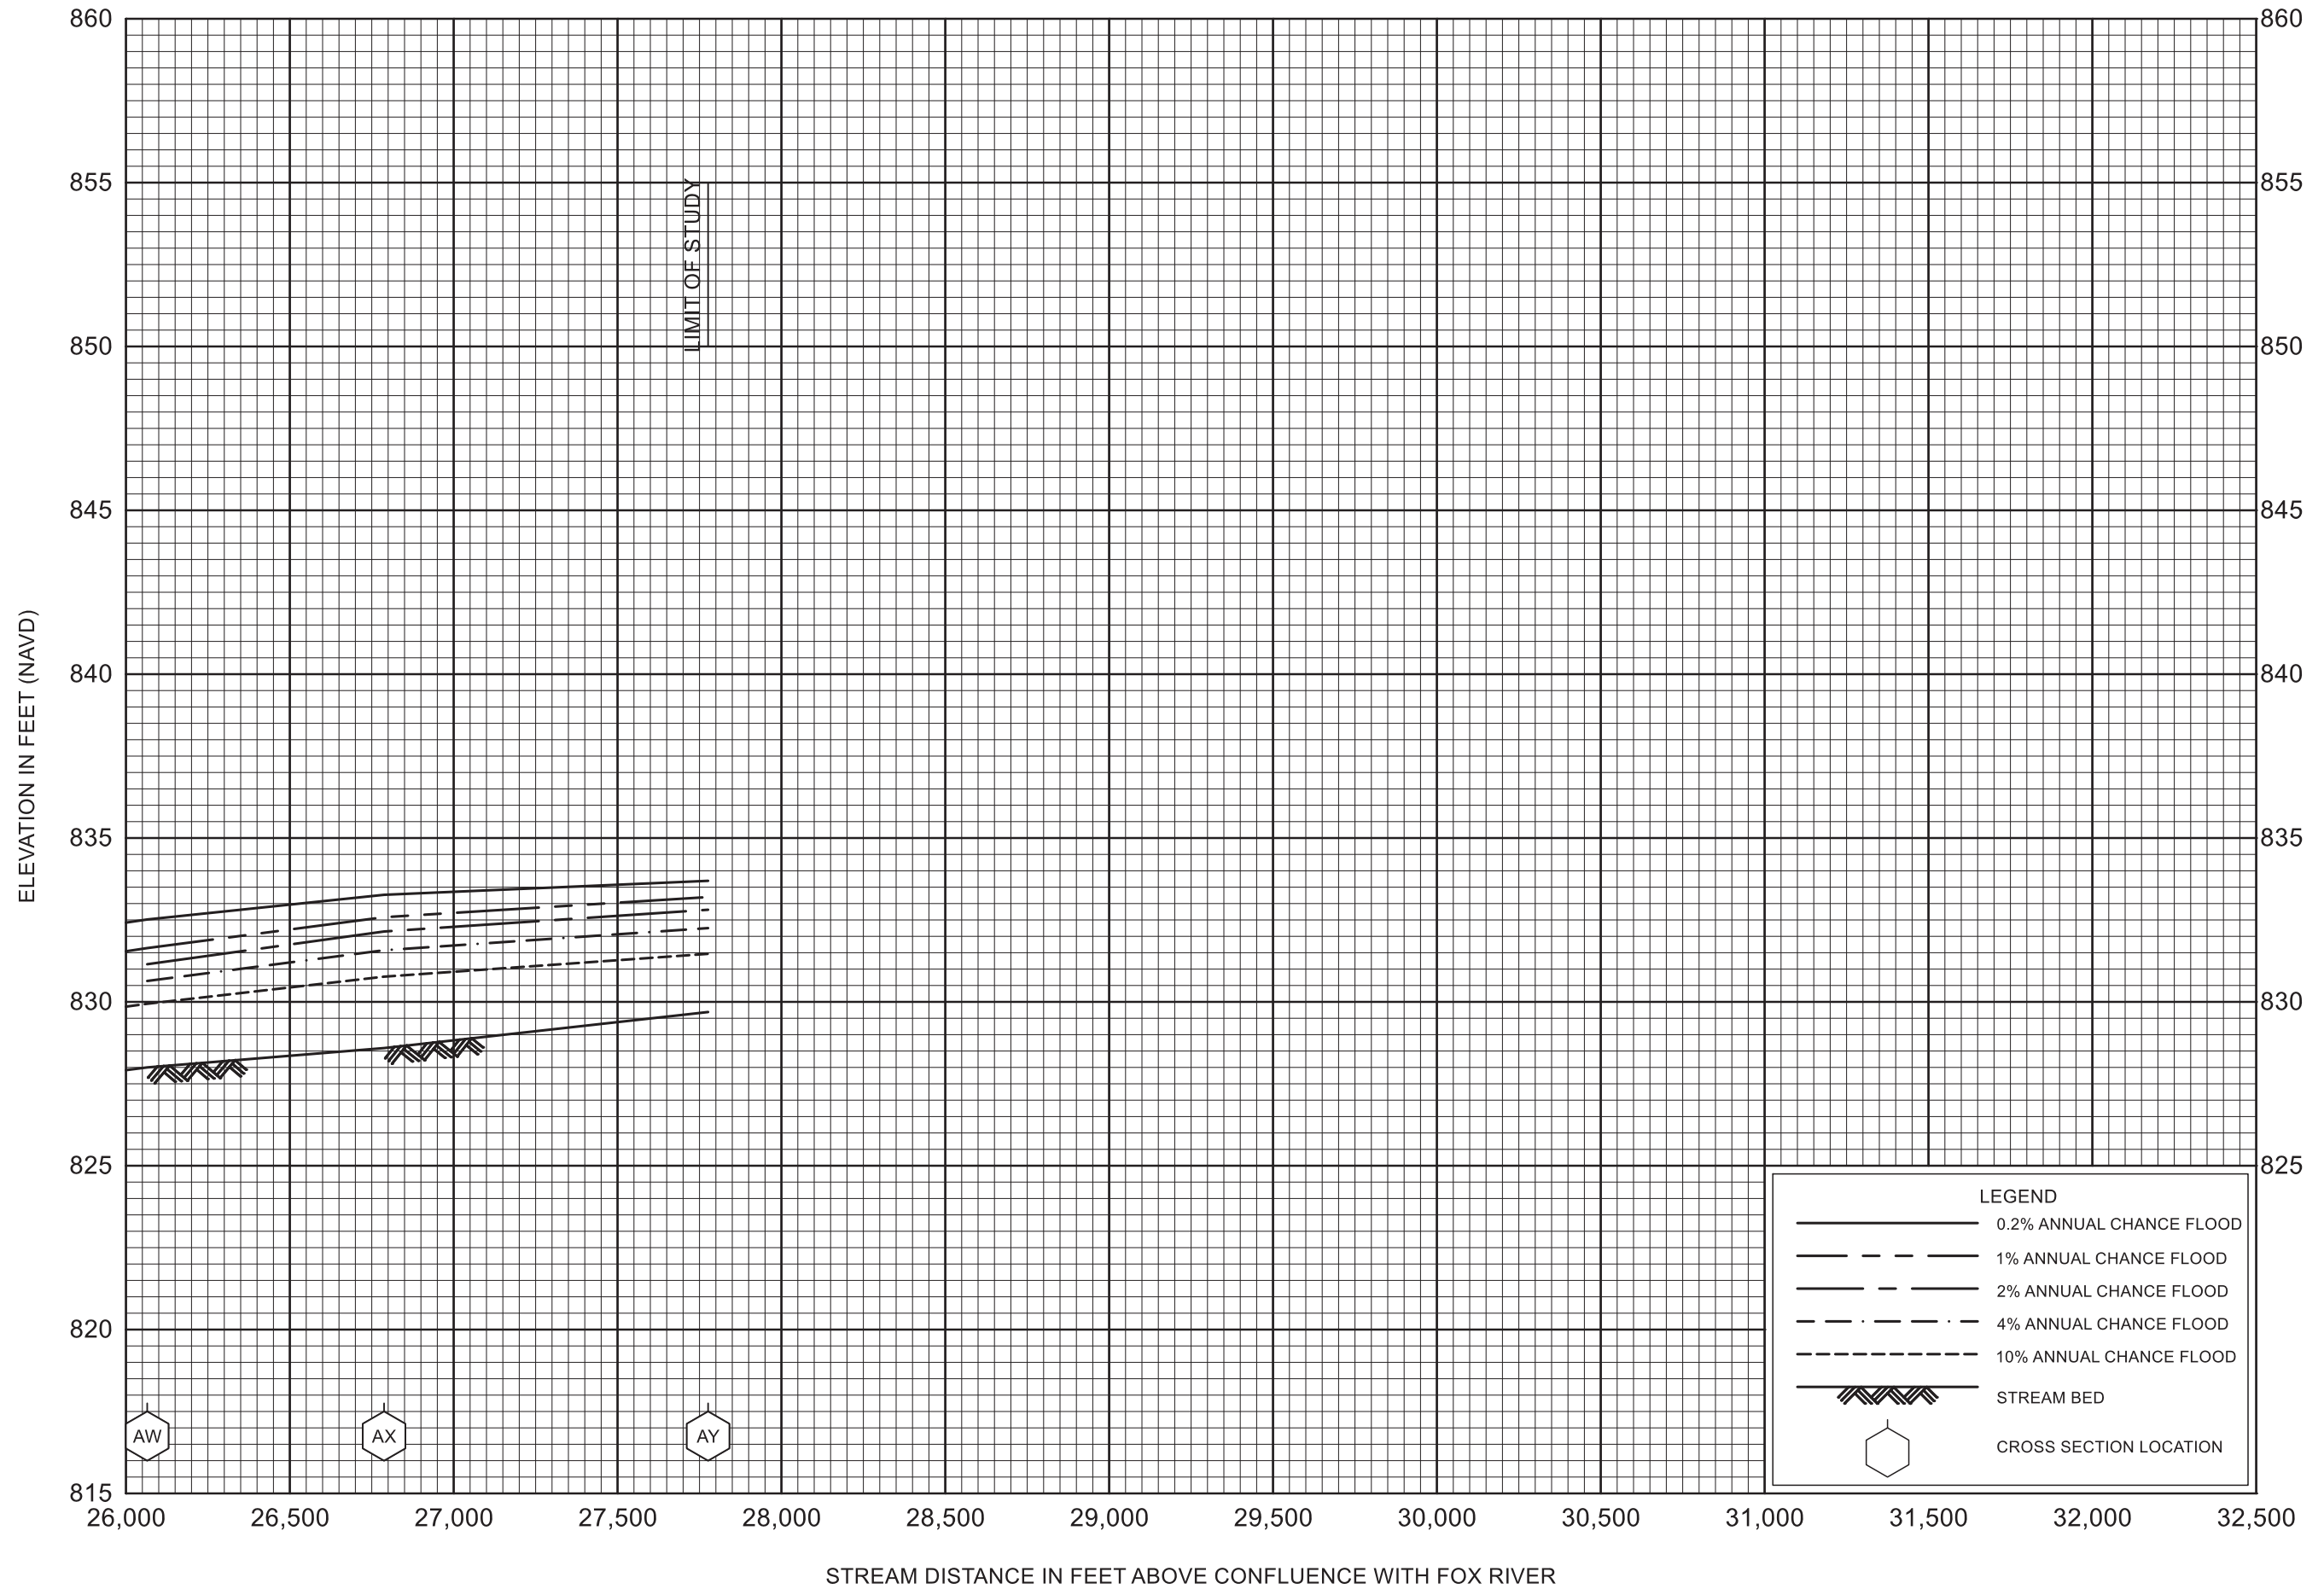 860 860
855 855
LIMIT OF STUDY
850 850
845 845
840 840
ELEVATION IN FEET (NAVD)
835 835
830 830
825 825
LEGEND
0.2% ANNUAL CHANCE FLOOD
1% ANNUAL CHANCE FLOOD
2% ANNUAL CHANCE FLOOD
4% ANNUAL CHANCE FLOOD
10% ANNUAL CHANCE FLOOD
STREAM BED
CROSS SECTION LOCATION
820
AW AX AY
815
26,000 26,500 27,000 27,500 28,000 28,500 29,000 29,500 30,000 30,500 31,000 31,500 32,000 32,500
STREAM DISTANCE IN FEET ABOVE CONFLUENCE WITH FOX RIVER